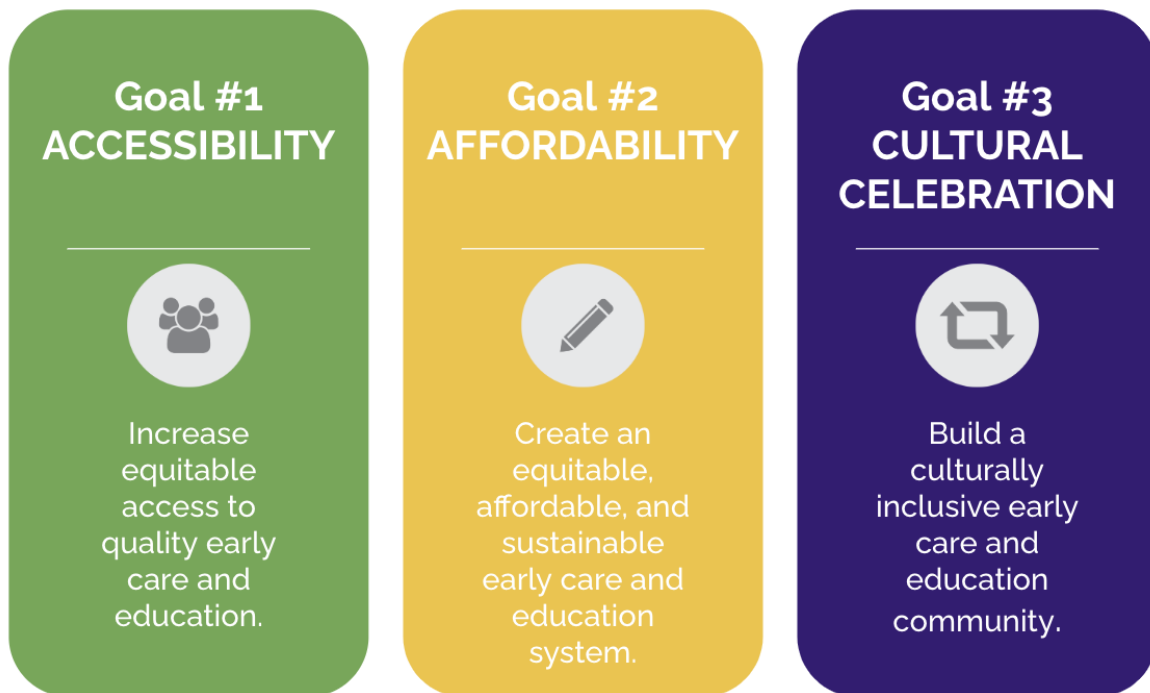 Goal #1
ACCESSIBILITY
Increase
equitable
access to
quality early
care and
education.
Goal #2
AFFORDABILITY
Create an
equitable,
affordable, and
sustainable
early care and
education
system.
Goal #3
CULTURAL
CELEBRATION
Build a
culturally
inclusive early
care and
education
community.